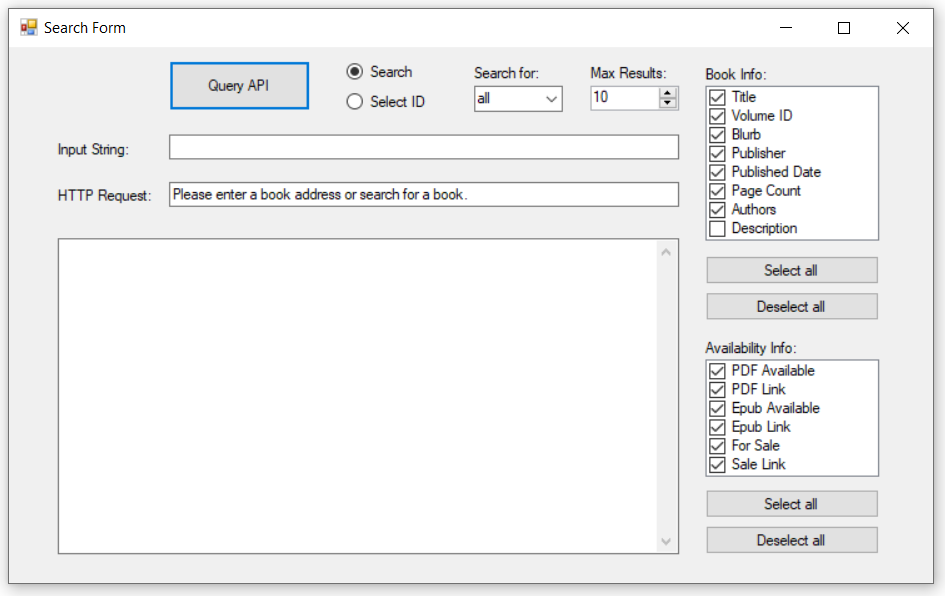 Search Form
Query API
Search
Select ID
Search for:
all
Max Results:
10
Input String:
HTTP Request:
Please enter a book address or search for a book.
Book Info:
Title
Volume ID
Blurb
Publisher
Published Date
Page Count
Authors
Description
Select all
Deselect all
Availability Info:
PDF Available
PDF Link
Epub Available
Epub Link
For Sale
Sale Link
Select all
Deselect all